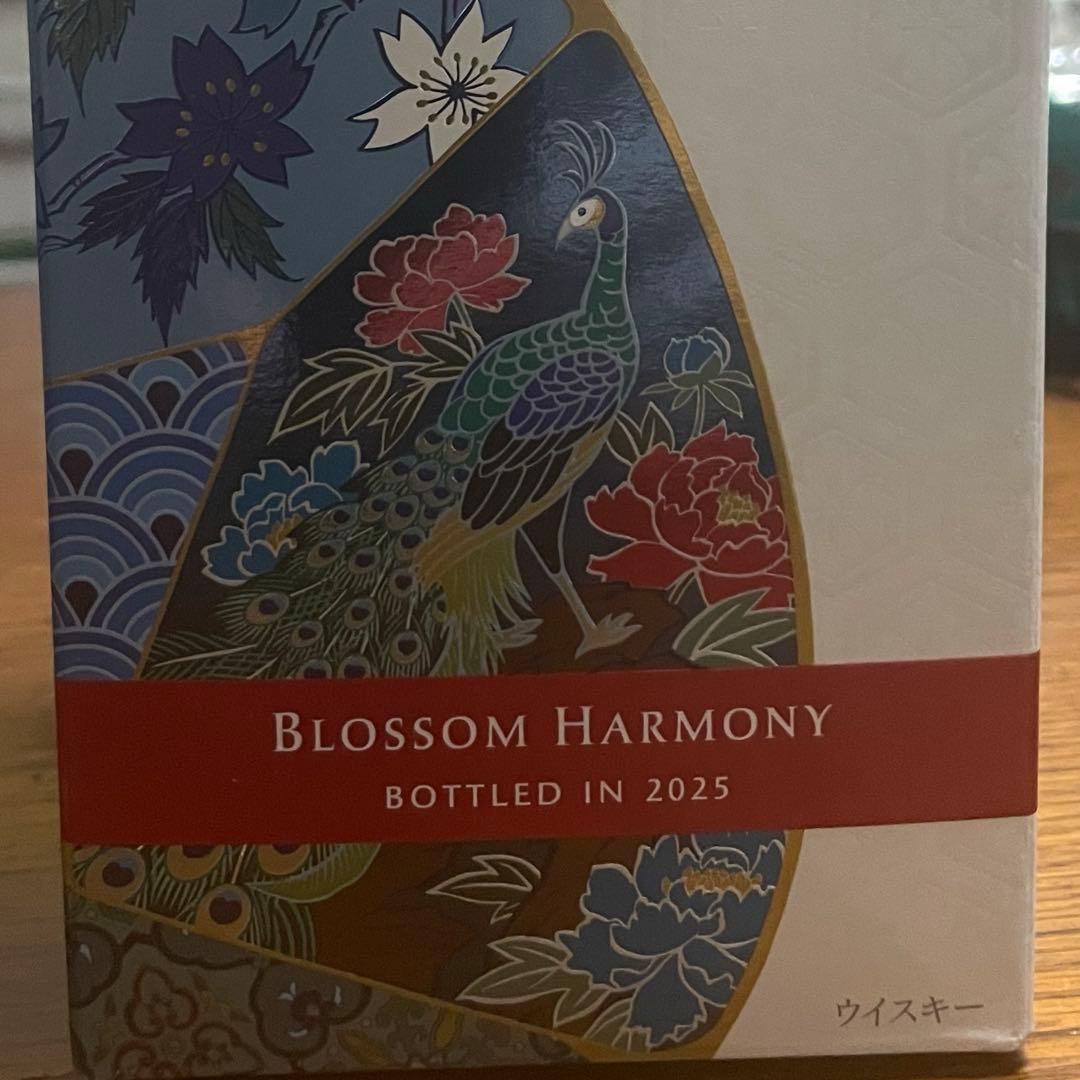 BLOSSOM HARMONY
BOTTLED IN 2025
ウイスキー